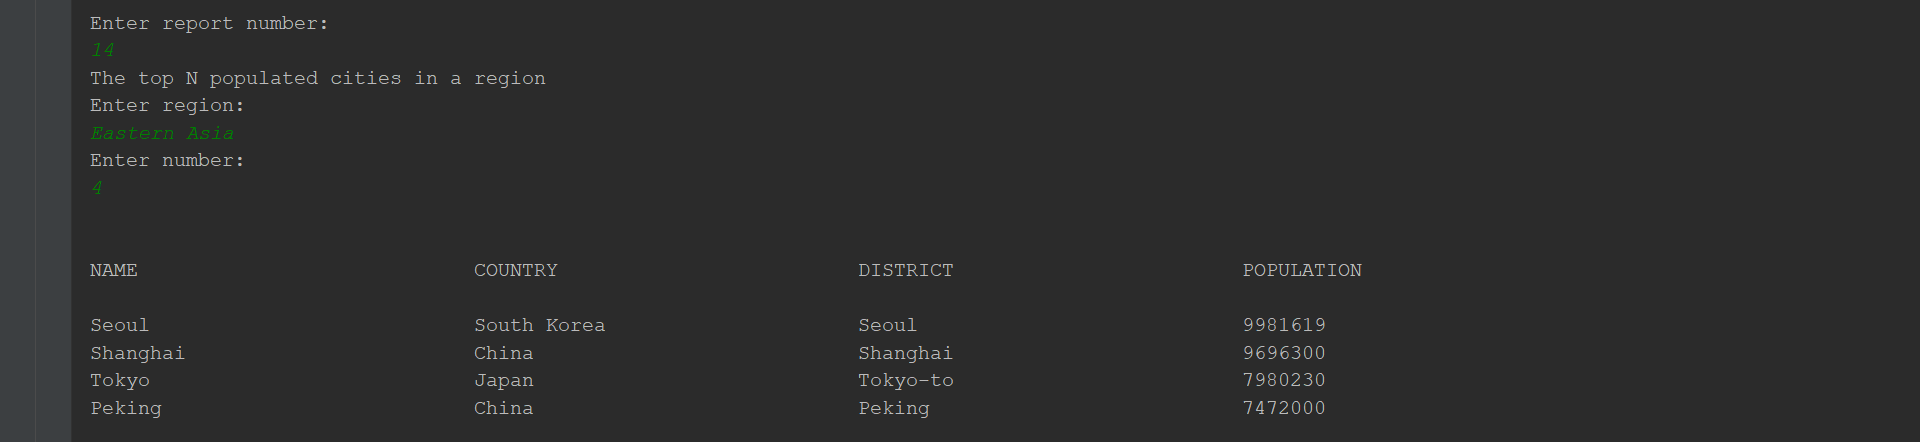 Enter report number:
14
The top N populated cities in a region
Enter region:
Eastern Asia
Enter number:
4
NAME COUNTRY DISTRICT POPULATION
Seoul South Korea Seoul 9981619
Shanghai China Shanghai 9696300
Tokyo Japan Tokyo-to 7980230
Peking China Peking 7472000